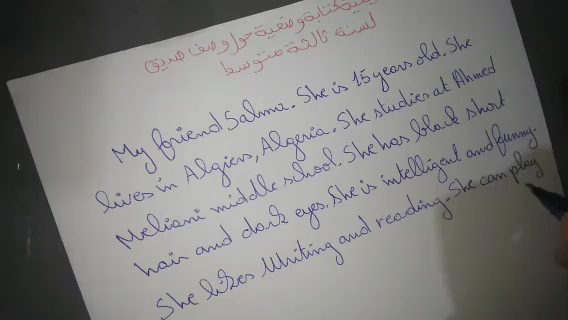 كتابة وضعية حول وصف صديق
لسنة ثالثة متوسط
My friend Salma. She is 15 years old. She
lives in Algiers, Algeria. She studies at Ahmed
Meliani middle school. She has black short
hair and dark eyes. She is intelligent and funny.
She likes Writing and reading. She can play